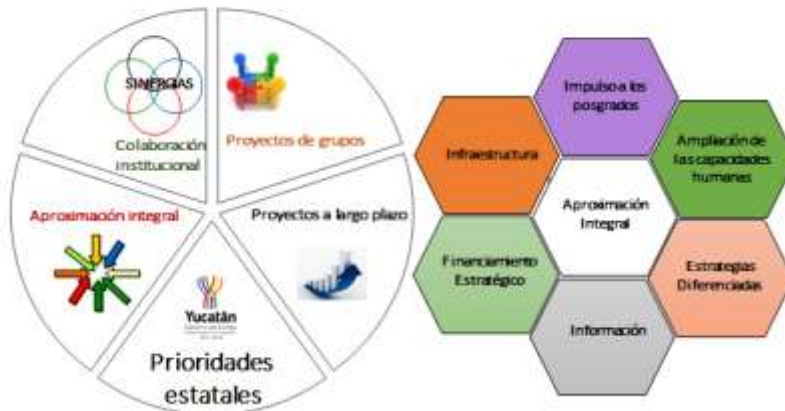 SINERGIAS
Colaboración
institucional
Proyectos de grupos
Aproximación integral
Proyectos a largo plazo
Yucatán
Prioridades
estatales
Impulso a los
posgrados
Infraestructura
Ampliación de
las capacidades
humanas
Aproximación
Integral
Financiamiento
Estratégico
Estrategias
Diferenciadas
Información